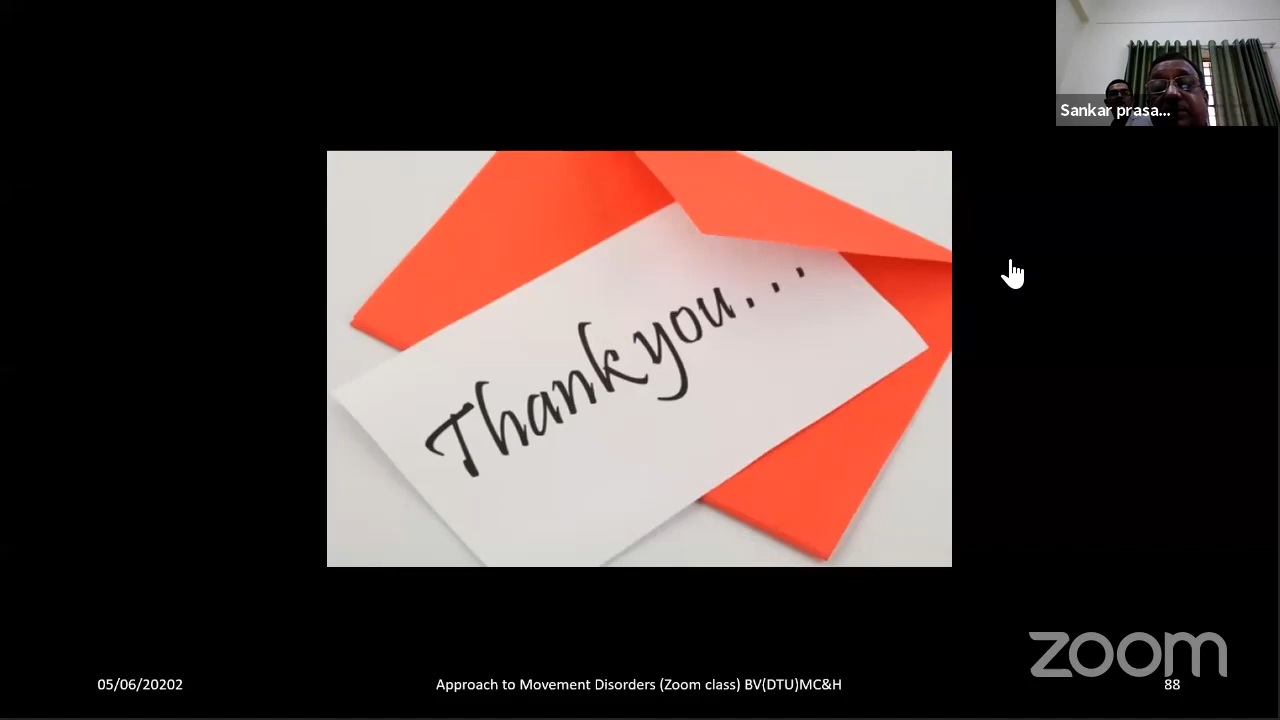 Sankar prasa...
Thank you...
zoom
05/06/20202
Approach to Movement Disorders (Zoom class) BV(DTU)MC&H
88